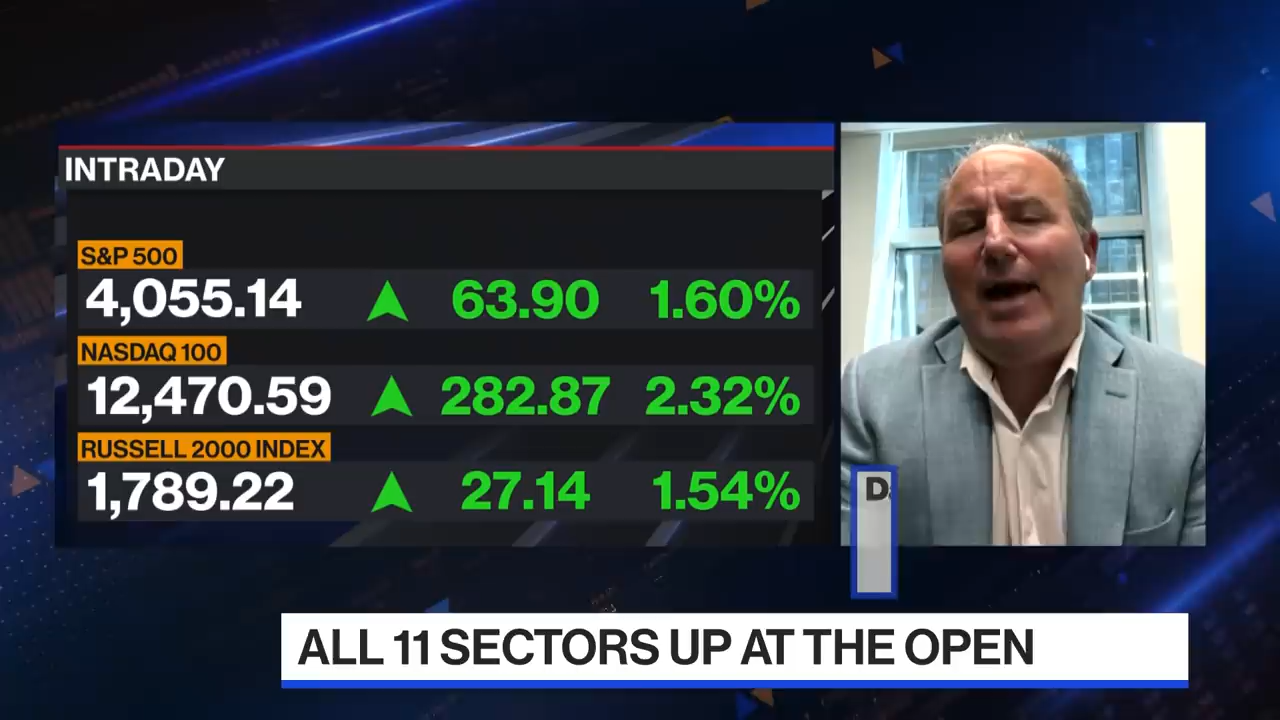 INTRADAY
S&P 500
4,055.14 ▲ 63.90 1.60%
NASDAQ 100
12,470.59 ▲ 282.87 2.32%
RUSSELL 2000 INDEX
1,789.22 ▲ 27.14 1.54%
D
ALL 11 SECTORS UP AT THE OPEN